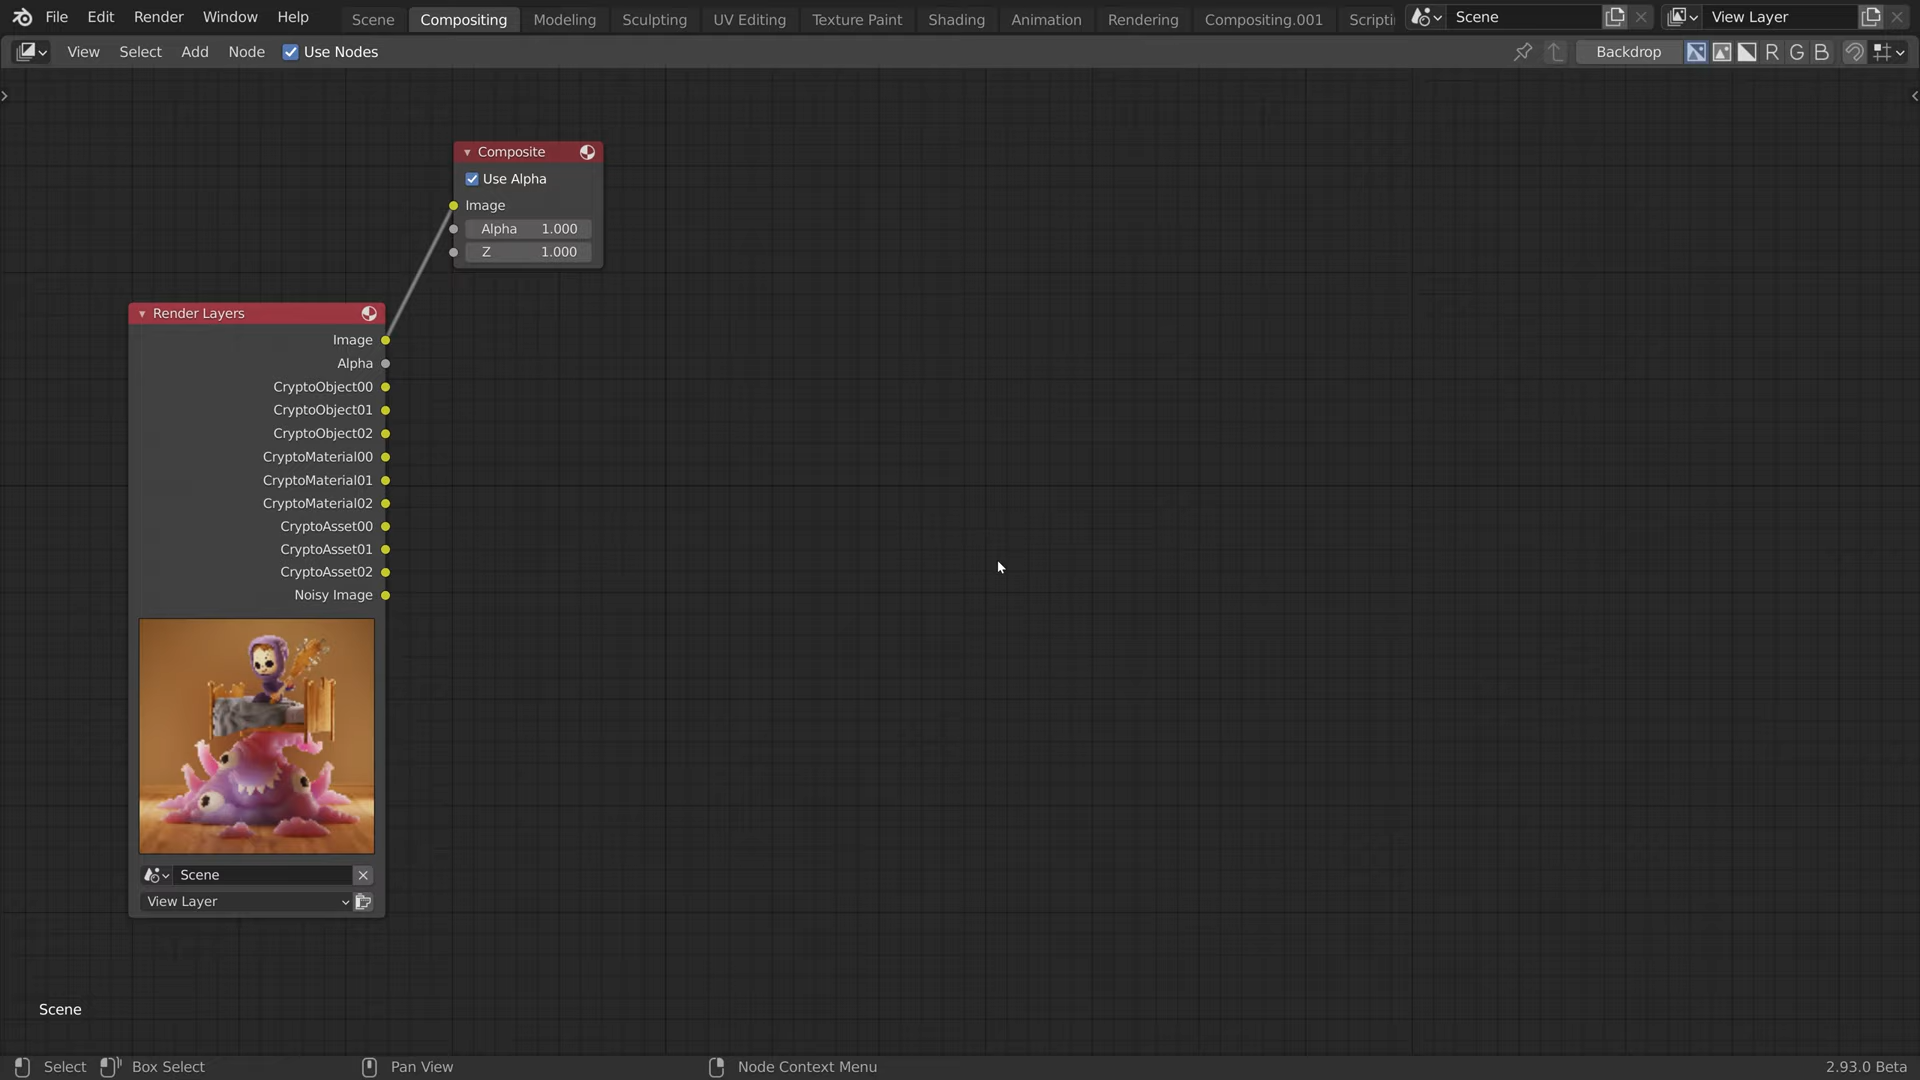 File Edit Render Window Help Scene Compositing Modeling Sculpting UV Editing Texture Paint Shading Animation Rendering Compositing.001 Scripti Scene View Layer
View Select Add Node Use Nodes Backdrop R G B
Composite
Use Alpha
Image
Alpha 1.000
Z 1.000
Render Layers
Image
Alpha
CryptoObject00
CryptoObject01
CryptoObject02
CryptoMaterial00
CryptoMaterial01
CryptoMaterial02
CryptoAsset00
CryptoAsset01
CryptoAsset02
Noisy Image
Scene
View Layer
Scene
Select Box Select Pan View Node Context Menu 2.93.0 Beta